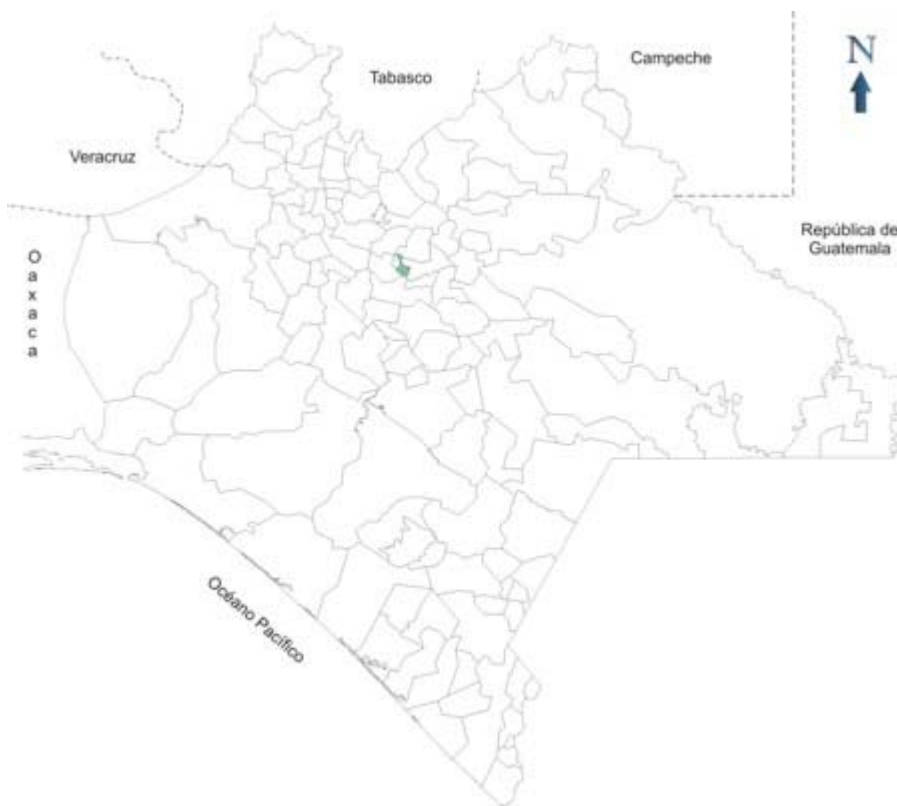 Campeche
N
Tabasco
Veracruz
República de
Guatemala
O
a
x
a
c
a
Océano Pacífico